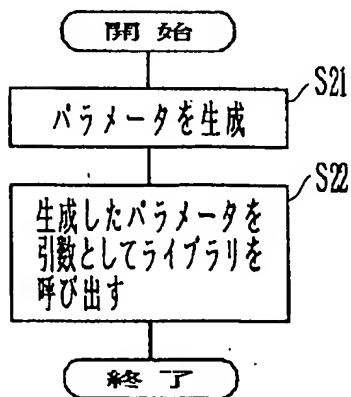 開始
S21
パラメータを生成
S22
生成したパラメータを
引数としてライブラリを
呼び出す
終了